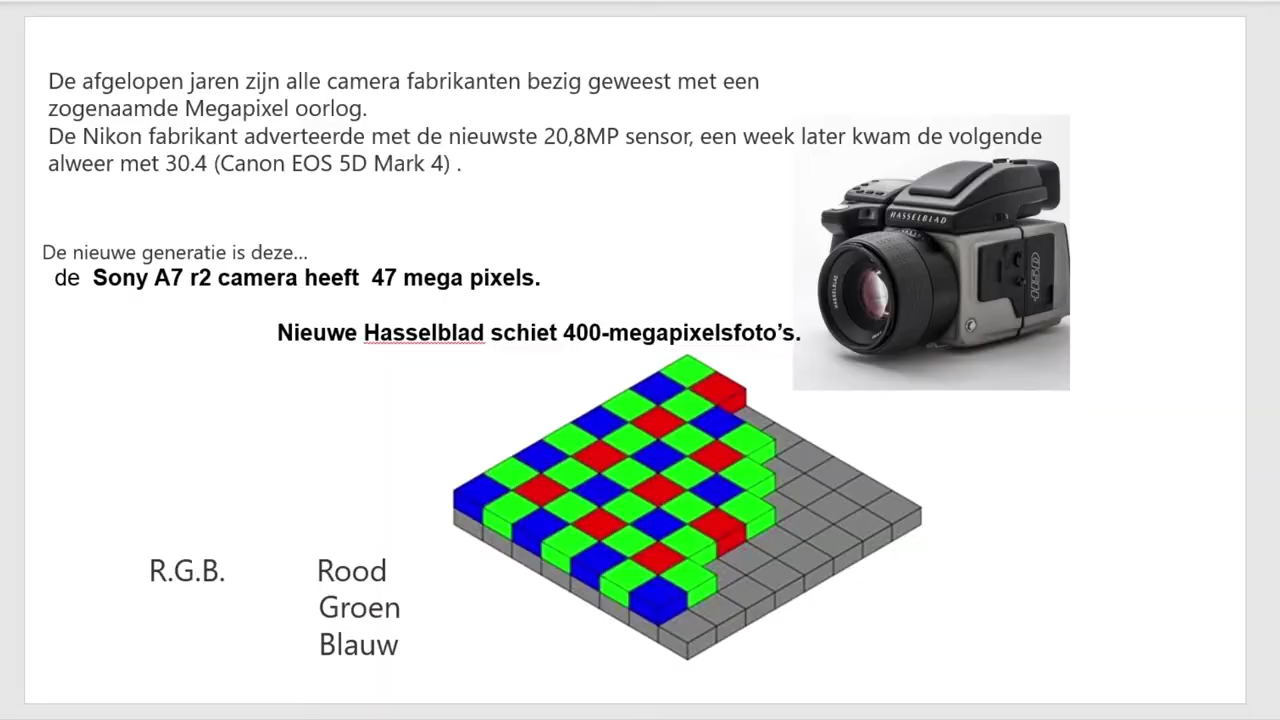 De afgelopen jaren zijn alle camera fabrikanten bezig geweest met een
zogenaamde Megapixel oorlog.
De Nikon fabrikant adverteerde met de nieuwste 20,8MP sensor, een week later kwam de volgende
alweer met 30.4 (Canon EOS 5D Mark 4) .
HASSELBLAD
H5D
De nieuwe generatie is deze...
de Sony A7 r2 camera heeft 47 mega pixels.
Nieuwe Hasselblad schiet 400-megapixelsfoto’s.
R.G.B. Rood
Groen
Blauw